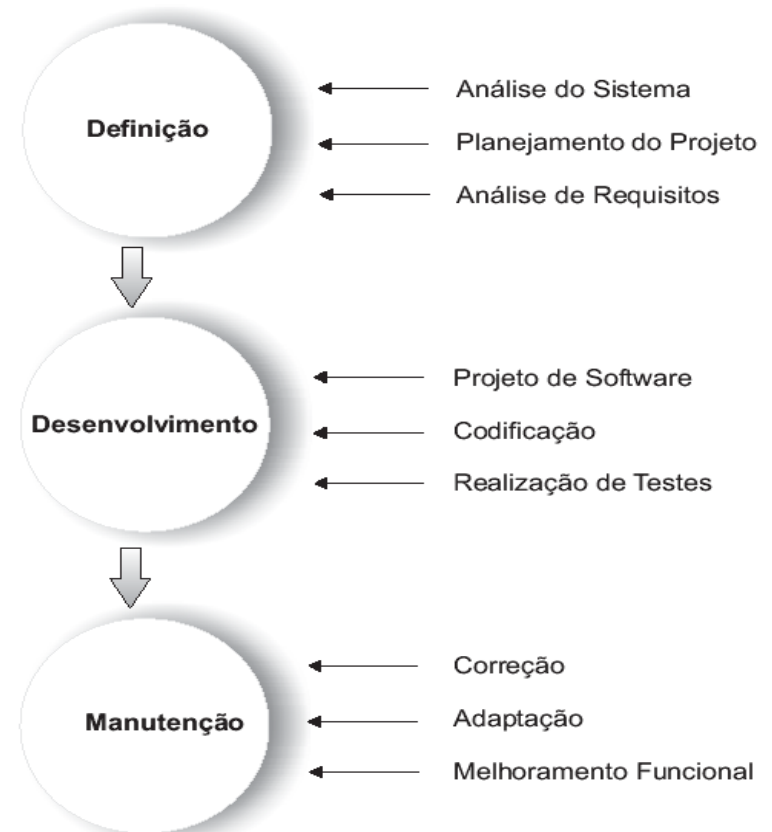 Definição
Análise do Sistema
Planejamento do Projeto
Análise de Requisitos
Desenvolvimento
Projeto de Software
Codificação
Realização de Testes
Manutenção
Correção
Adaptação
Melhoramento Funcional